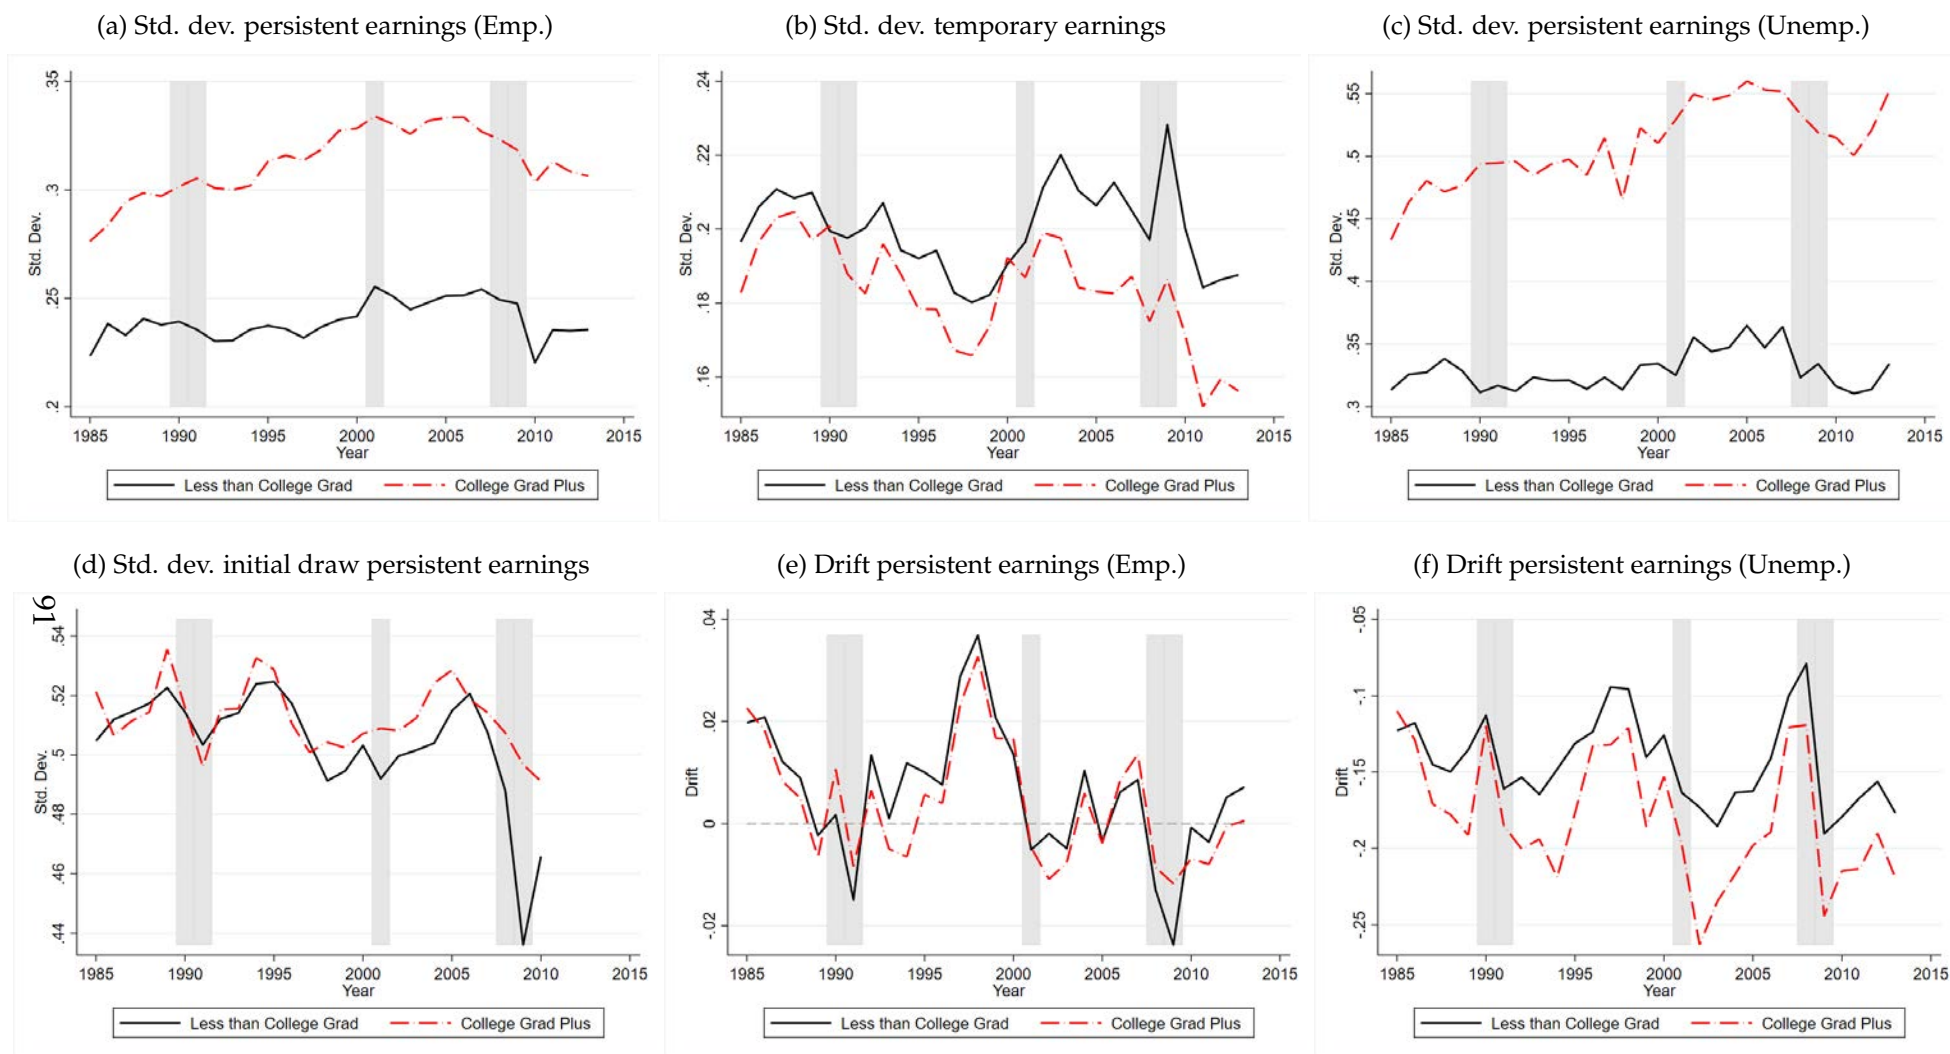 (a) Std. dev. persistent earnings (Emp.)
Std. Dev.
.2 .25 .3 .35
1985 1990 1995 2000 2005 2010 2015
Year
Less than College Grad College Grad Plus
(b) Std. dev. temporary earnings
Std. Dev.
.16 .18 .2 .22 .24
1985 1990 1995 2000 2005 2010 2015
Year
Less than College Grad College Grad Plus
(c) Std. dev. persistent earnings (Unemp.)
Std. Dev.
.3 .35 .4 .45 .5 .55
1985 1990 1995 2000 2005 2010 2015
Year
Less than College Grad College Grad Plus
(d) Std. dev. initial draw persistent earnings
91
Std. Dev.
.44 .46 .48 .5 .52 .54
1985 1990 1995 2000 2005 2010 2015
Year
Less than College Grad College Grad Plus
(e) Drift persistent earnings (Emp.)
Drift
-.02 0 .02 .04
1985 1990 1995 2000 2005 2010 2015
Year
Less than College Grad College Grad Plus
(f) Drift persistent earnings (Unemp.)
Drift
-.25 -.2 -.15 -.1 -.05
1985 1990 1995 2000 2005 2010 2015
Year
Less than College Grad College Grad Plus